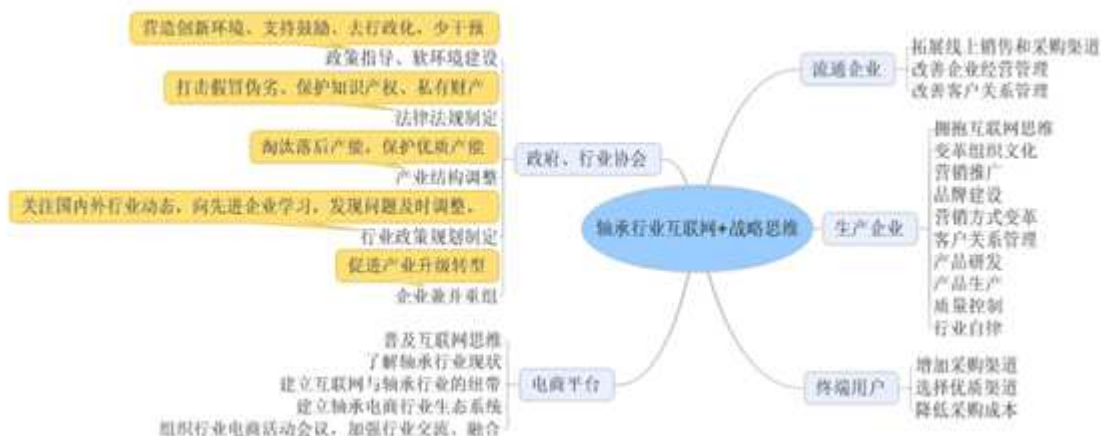 营造创新环境、支持鼓励、去行政化，少干预
政策指导、软环境建设
打击假冒伪劣、保护知识产权、私有财产
法律法规制定
淘汰落后产能，保护优质产能
产业结构调整
关注国内外行业动态，向先进企业学习，发现问题及时调整。
行业政策规划制定
促进产业升级转型
企业兼并重组
政府、行业协会
普及互联网思维
了解轴承行业现状
建立互联网与轴承行业的纽带
建立轴承电商行业生态系统
组织行业电商活动会议，加强行业交流、融合
电商平台
轴承行业互联网+战略思维
流通企业
拓展线上销售和采购渠道
改善企业经营管理
改善客户关系管理
生产企业
拥抱互联网思维
变革组织文化
营销推广
品牌建设
营销方式变革
客户关系管理
产品研发
产品生产
质量控制
行业自律
终端用户
增加采购渠道
选择优质渠道
降低采购成本